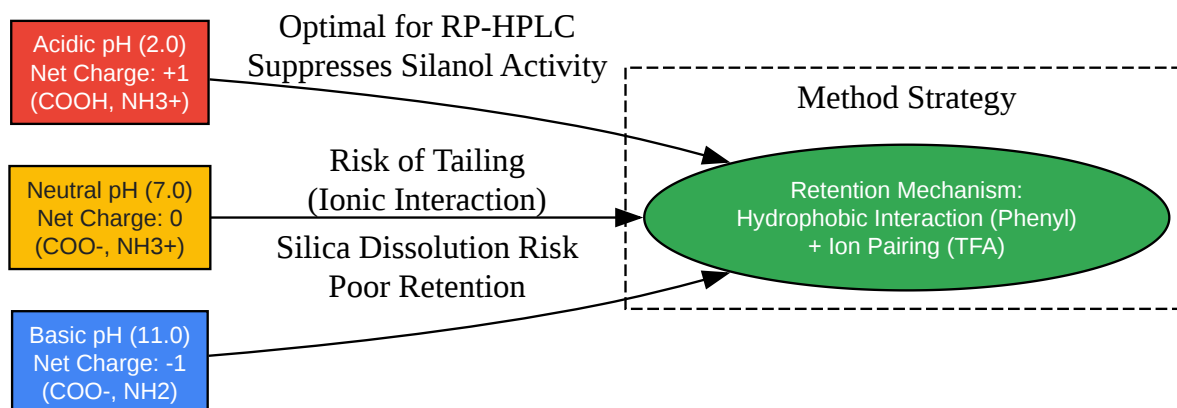 Acidic pH (2.0)
Net Charge: +1
(COOH, NH3+)
Optimal for RP-HPLC
Suppresses Silanol Activity
Neutral pH (7.0)
Net Charge: 0
(COO-, NH3+)
Risk of Tailing
(Ionic Interaction)
Basic pH (11.0)
Net Charge: -1
(COO-, NH2)
Silica Dissolution Risk
Poor Retention
Method Strategy
Retention Mechanism:
Hydrophobic Interaction (Phenyl)
+ Ion Pairing (TFA)